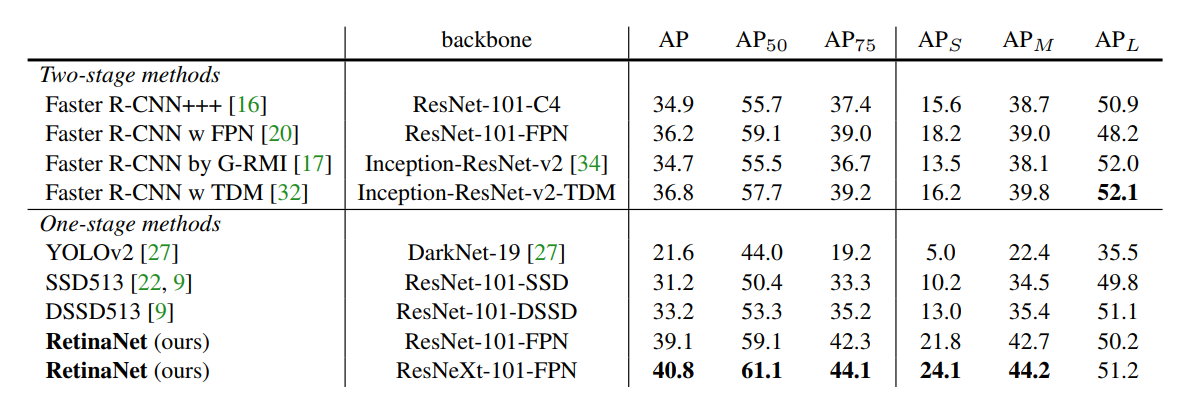 backbone AP AP50 AP75 APS APM APL
Two-stage methods
Faster R-CNN+++ [16] ResNet-101-C4 34.9 55.7 37.4 15.6 38.7 50.9
Faster R-CNN w FPN [20] ResNet-101-FPN 36.2 59.1 39.0 18.2 39.0 48.2
Faster R-CNN by G-RMI [17] Inception-ResNet-v2 [34] 34.7 55.5 36.7 13.5 38.1 52.0
Faster R-CNN w TDM [32] Inception-ResNet-v2-TDM 36.8 57.7 39.2 16.2 39.8 52.1
One-stage methods
YOLOv2 [27] DarkNet-19 [27] 21.6 44.0 19.2 5.0 22.4 35.5
SSD513 [22, 9] ResNet-101-SSD 31.2 50.4 33.3 10.2 34.5 49.8
DSSD513 [9] ResNet-101-DSSD 33.2 53.3 35.2 13.0 35.4 51.1
RetinaNet (ours) ResNet-101-FPN 39.1 59.1 42.3 21.8 42.7 50.2
RetinaNet (ours) ResNeXt-101-FPN 40.8 61.1 44.1 24.1 44.2 51.2